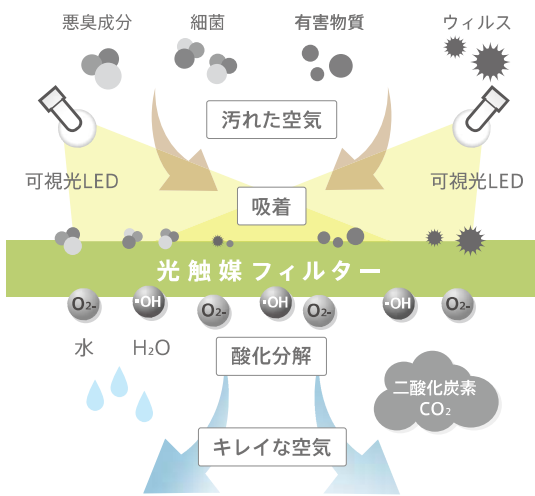 悪臭成分
細菌
有害物質
ウィルス
汚れた空気
可視光LED
可視光LED
吸着
光触媒フィルター
O2-
•OH
O2-
•OH
O2-
•OH
O2-
水
H2O
酸化分解
二酸化炭素
CO2
キレイな空気